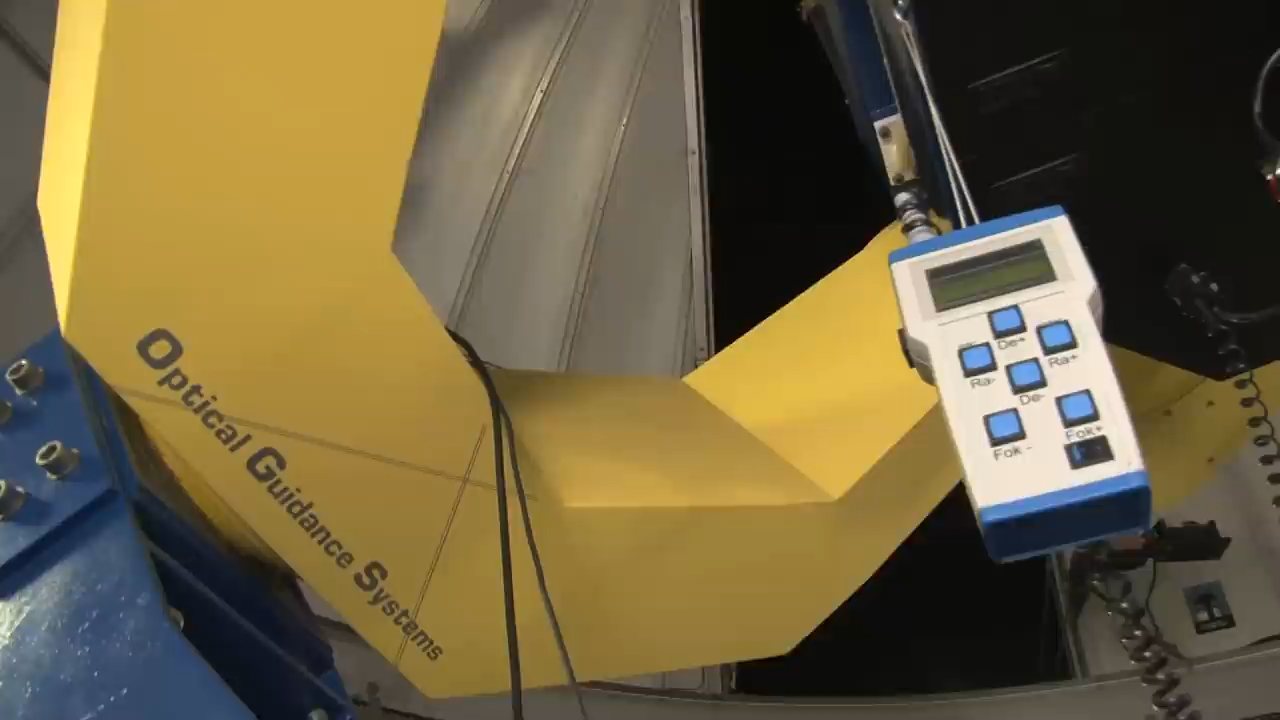 Optical Guidance Systems
De+
Ra- Ra+
De-
Fok - Fok+